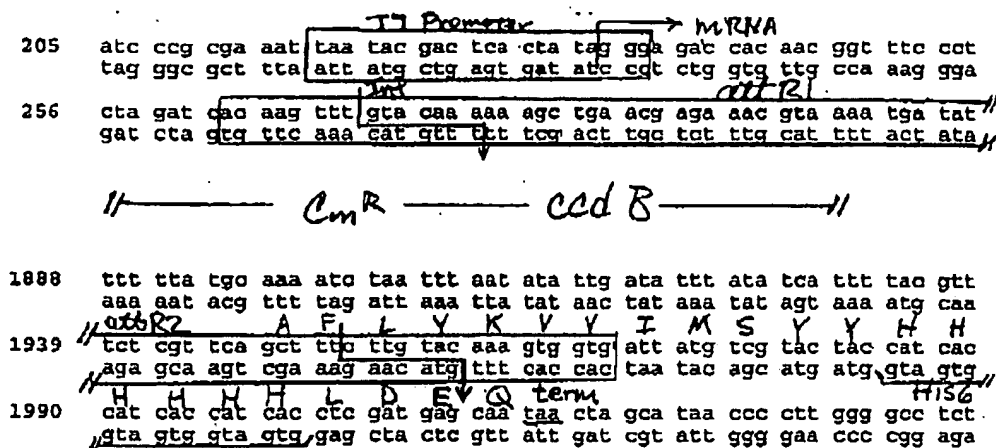 T7 Promoter mRNA
205 atc ccg cga aat taa tac gac tca cta tag gga gac cac aac ggt ttc cct
tag ggc gct tta att atg ctg agt gat atc cct ctg gtg ttg cca aag gga
Int attR1
256 cta gat cac aag ttt gta caa aaa agc tga acg aga aac gta aaa tga tat
gat cta gtg ttc aaa cat gtt ttt tcg act tgc tct ttg cat ttt act ata
Cm R ccd B
1888 ttt tta tgc aaa atc taa ttt aat ata ttg ata ttt ata tca ttt tac gtt
aaa aat acg ttt tag att aaa tta tat aac tat aaa tat agt aaa atg caa
attR2 A F L Y K V V I M S Y Y H H
1939 tct cgt tca gct ttc ttg tac aaa gtg gtg att atg tcg tac tac cat cac
aga gca agt cga aag aac atg ttt cac cac taa tac agc atg atg gta gtg
H H H H L D E Q term His6
1990 cat cac cat cac ctc gat gag caa taa cta gca taa ccc ctt ggg gcc tct
gta gtg gta gtg gag cta ctc gtt att gat cgt att ggg gaa ccc cgg aga